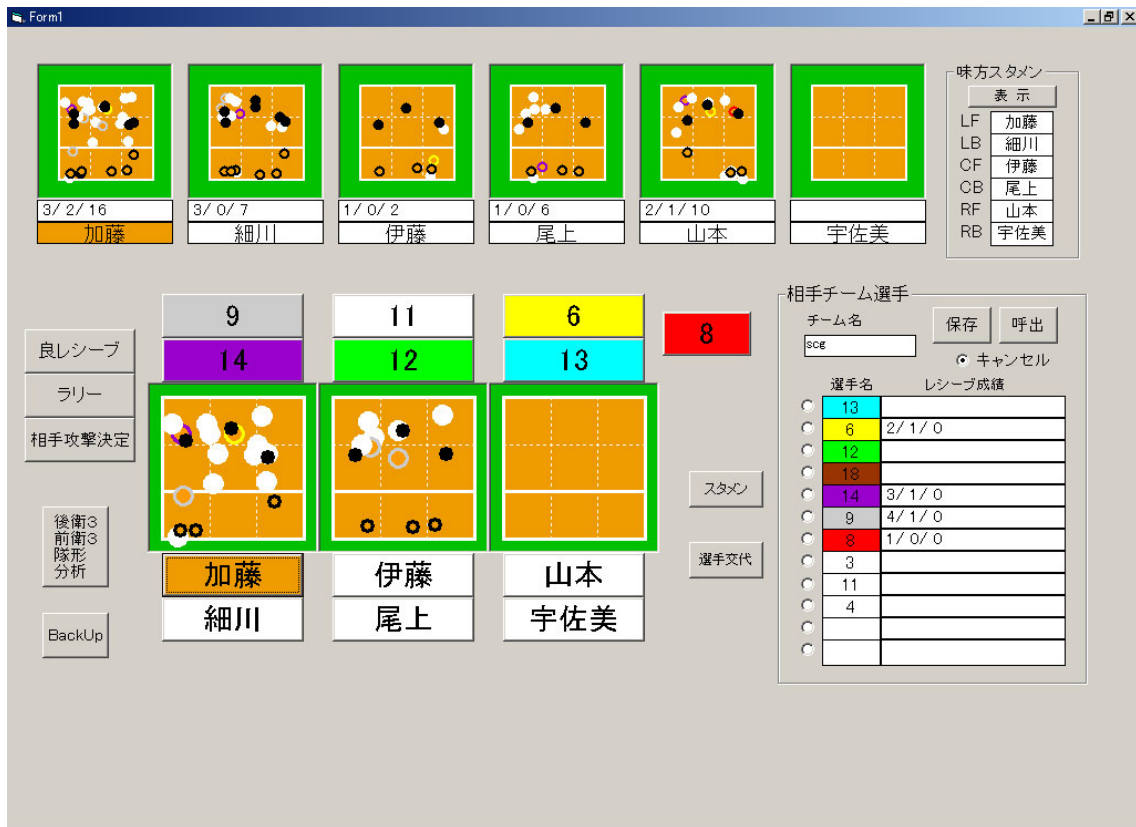 Form1
3/ 2/ 16
3/ 0/ 7
1/ 0/ 2
1/ 0/ 6
2/ 1/ 10
加藤
細川
伊藤
尾上
山本
宇佐美
味方スタメン
表 示
LF 加藤
LB 細川
CF 伊藤
CB 尾上
RF 山本
RB 宇佐美
良レシーブ
ラリー
相手攻撃決定
後衛3
前衛3
隊形
分析
BackUp
9
11
6
14
12
13
8
加藤
伊藤
山本
細川
尾上
宇佐美
スタメン
選手交代
相手チーム選手
チーム名
scg
保存
呼出
キャンセル
選手名 レシーブ成績
13
6 2/ 1/ 0
12
18
14 3/ 1/ 0
9 4/ 1/ 0
8 1/ 0/ 0
3
11
4